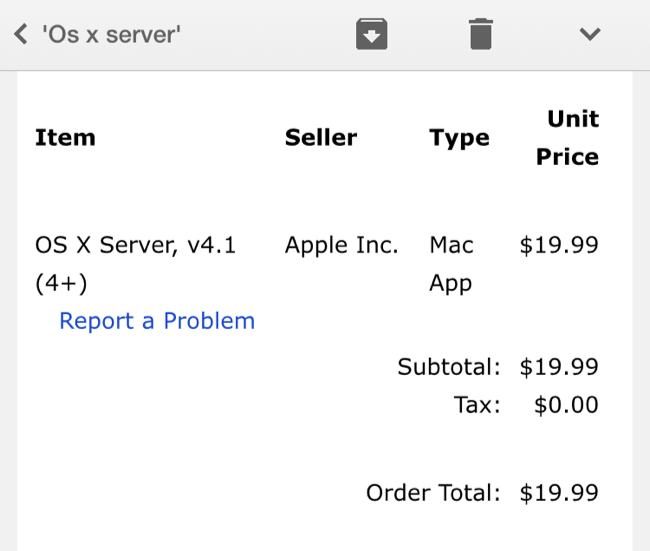 'Os x server'
Item Seller Type Unit Price
OS X Server, v4.1 (4+) Apple Inc. Mac App $19.99
Report a Problem
Subtotal: $19.99
Tax: $0.00
Order Total: $19.99